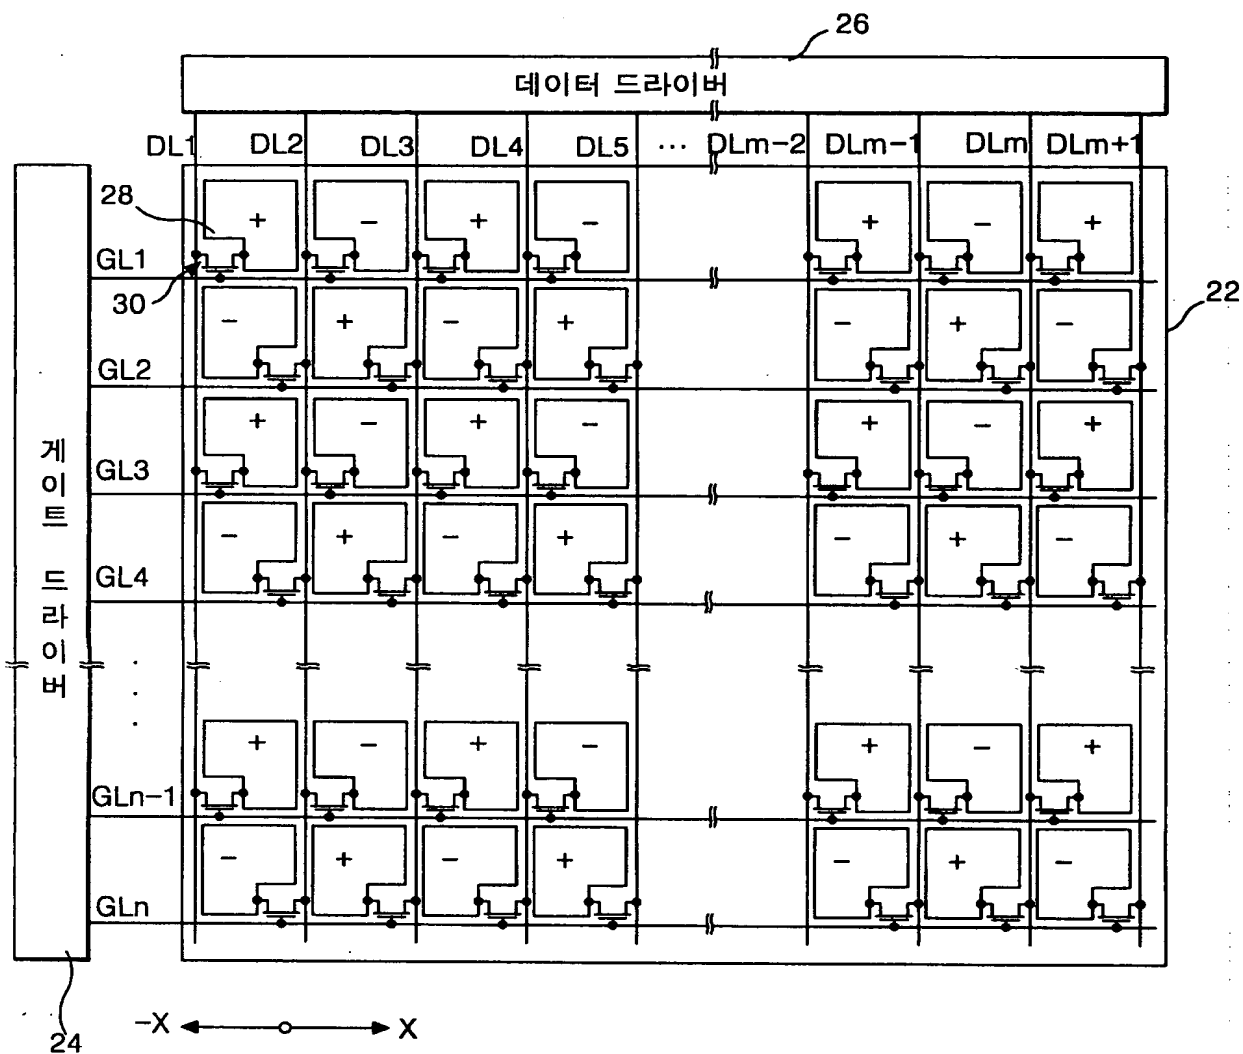 26
데이터 드라이버
DL1 DL2 DL3 DL4 DL5 ... DLm-2 DLm-1 DLm DLm+1
28
+ - + - + - +
GL1
30
22
- + - + - + -
GL2
+ - + - + - +
GL3
게이트 드라이버
- + - + - + -
GL4
+ - + - + - +
GLn-1
- + - + - + -
GLn
-X X
24